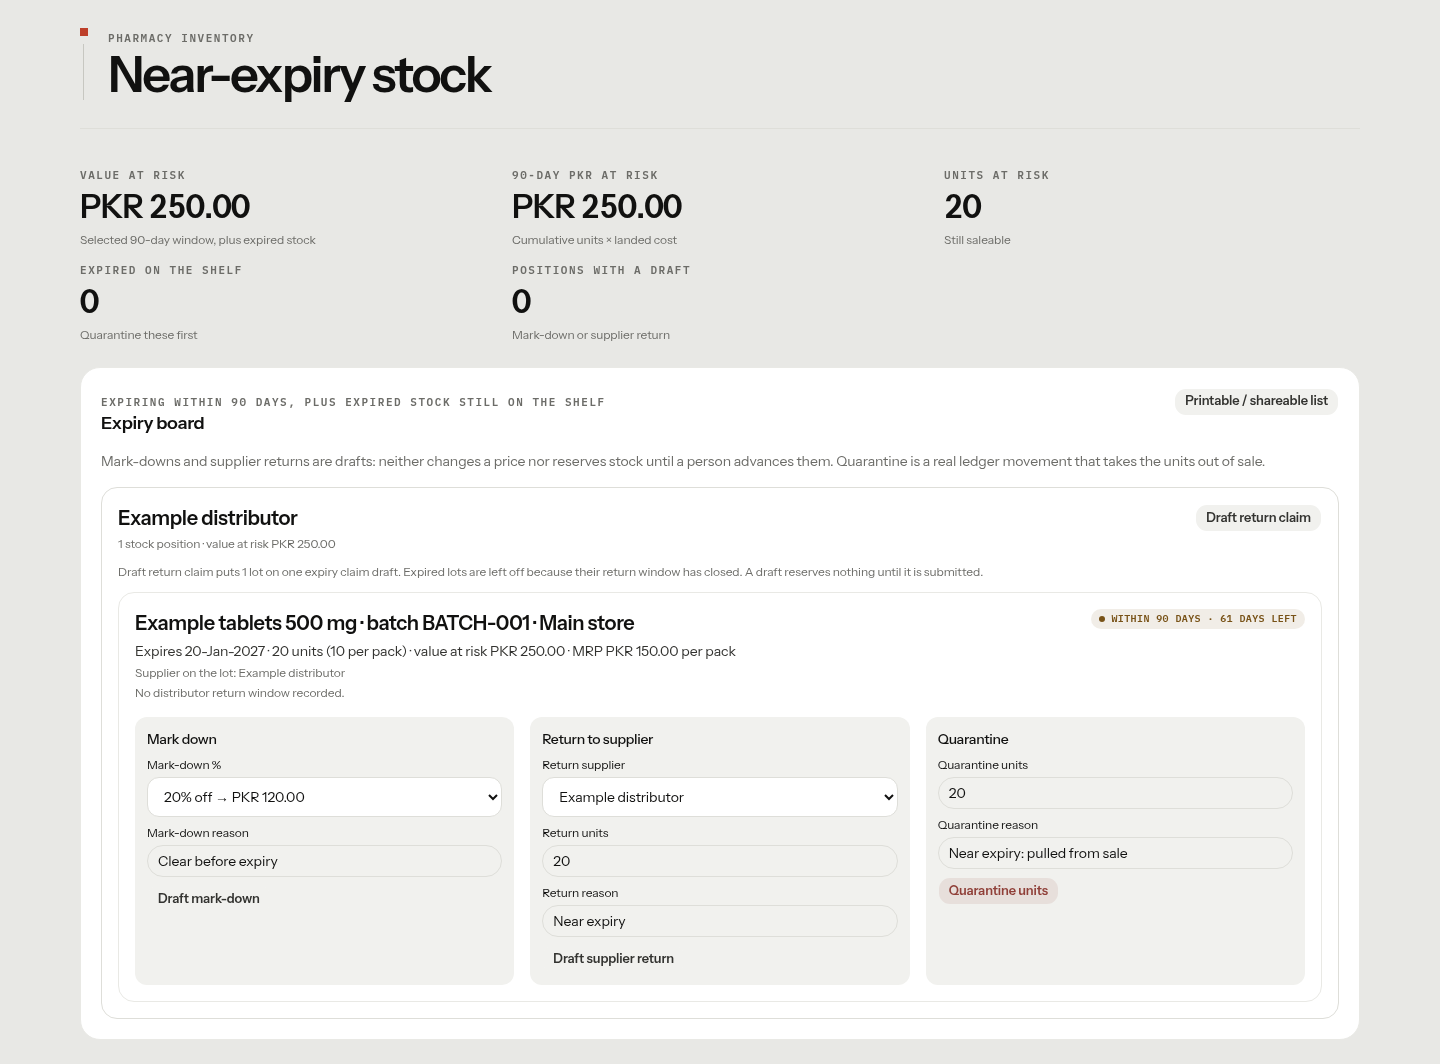 PHARMACY INVENTORY
Near-expiry stock
VALUE AT RISK
PKR 250.00
Selected 90-day window, plus expired stock
90-DAY PKR AT RISK
PKR 250.00
Cumulative units × landed cost
UNITS AT RISK
20
Still saleable
EXPIRED ON THE SHELF
0
Quarantine these first
POSITIONS WITH A DRAFT
0
Mark-down or supplier return
EXPIRING WITHIN 90 DAYS, PLUS EXPIRED STOCK STILL ON THE SHELF
Expiry board
Printable / shareable list
Mark-downs and supplier returns are drafts: neither changes a price nor reserves stock until a person advances them. Quarantine is a real ledger movement that takes the units out of sale.
Example distributor
Draft return claim
1 stock position · value at risk PKR 250.00
Draft return claim puts 1 lot on one expiry claim draft. Expired lots are left off because their return window has closed. A draft reserves nothing until it is submitted.
Example tablets 500 mg · batch BATCH-001 · Main store
WITHIN 90 DAYS · 61 DAYS LEFT
Expires 20-Jan-2027 · 20 units (10 per pack) · value at risk PKR 250.00 · MRP PKR 150.00 per pack
Supplier on the lot: Example distributor
No distributor return window recorded.
Mark down
Mark-down %
20% off → PKR 120.00
Mark-down reason
Clear before expiry
Draft mark-down
Return to supplier
Return supplier
Example distributor
Return units
20
Return reason
Near expiry
Draft supplier return
Quarantine
Quarantine units
20
Quarantine reason
Near expiry: pulled from sale
Quarantine units